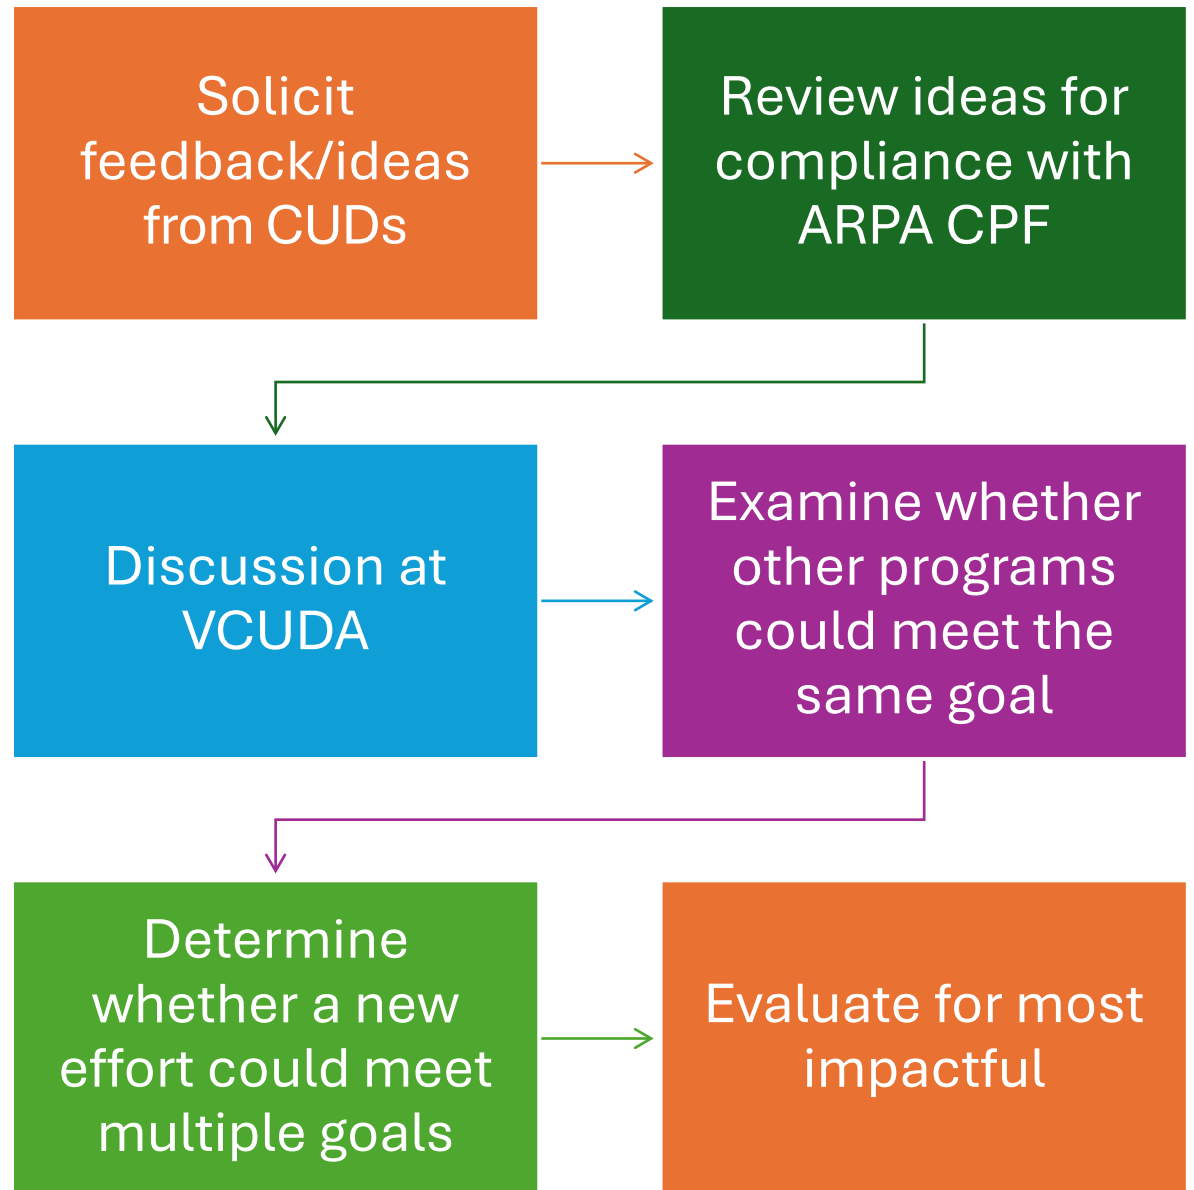 Solicit
feedback/ideas
from CUDs
Review ideas for
compliance with
ARPA CPF
Discussion at
VCUDA
Examine whether
other programs
could meet the
same goal
Determine
whether a new
effort could meet
multiple goals
Evaluate for most
impactful